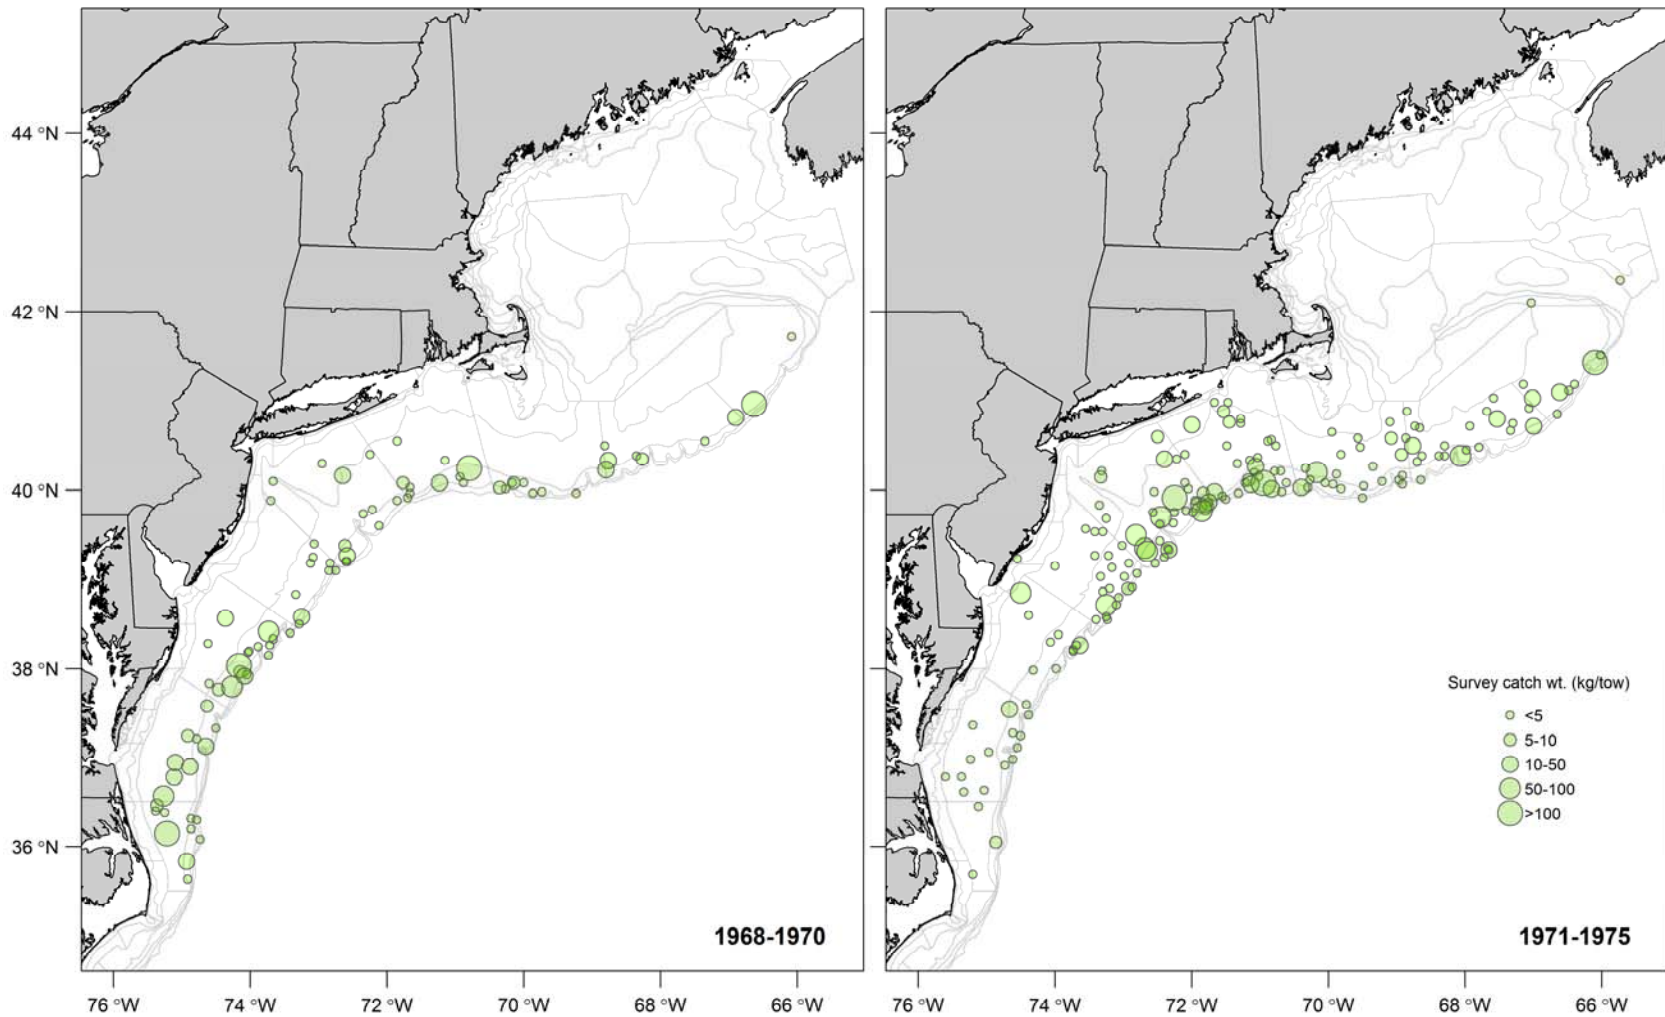 44 °N
42 °N
40 °N
38 °N
36 °N
1968-1970
1971-1975
Survey catch wt. (kg/tow)
<5
5-10
10-50
50-100
>100
76 °W 74 °W 72 °W 70 °W 68 °W 66 °W
76 °W 74 °W 72 °W 70 °W 68 °W 66 °W